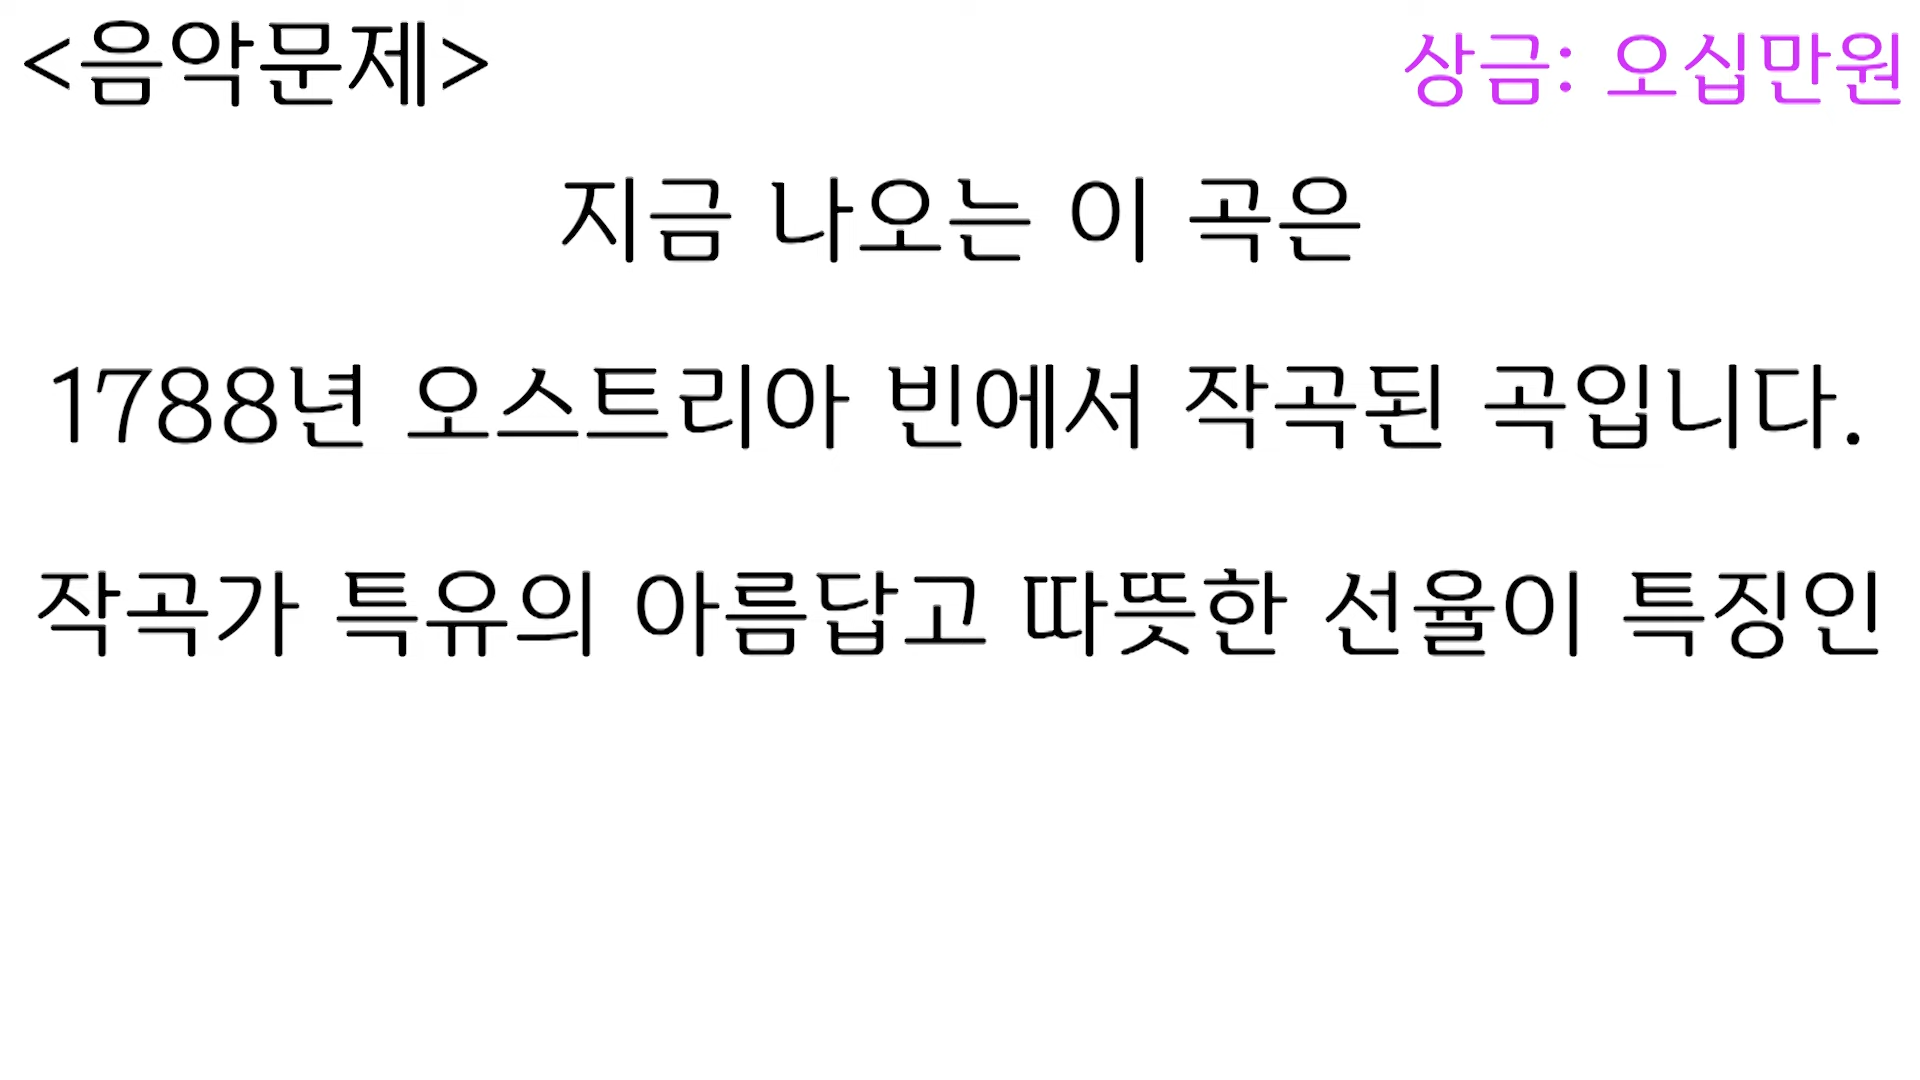 <음악문제>
상금: 오십만원
지금 나오는 이 곡은
1788년 오스트리아 빈에서 작곡된 곡입니다.
작곡가 특유의 아름답고 따뜻한 선율이 특징인